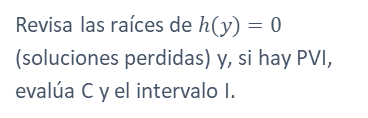 Revisa las raíces de ℎ(𝑦) = 0
(soluciones perdidas) y, si hay PVI,
evalúa C y el intervalo I.